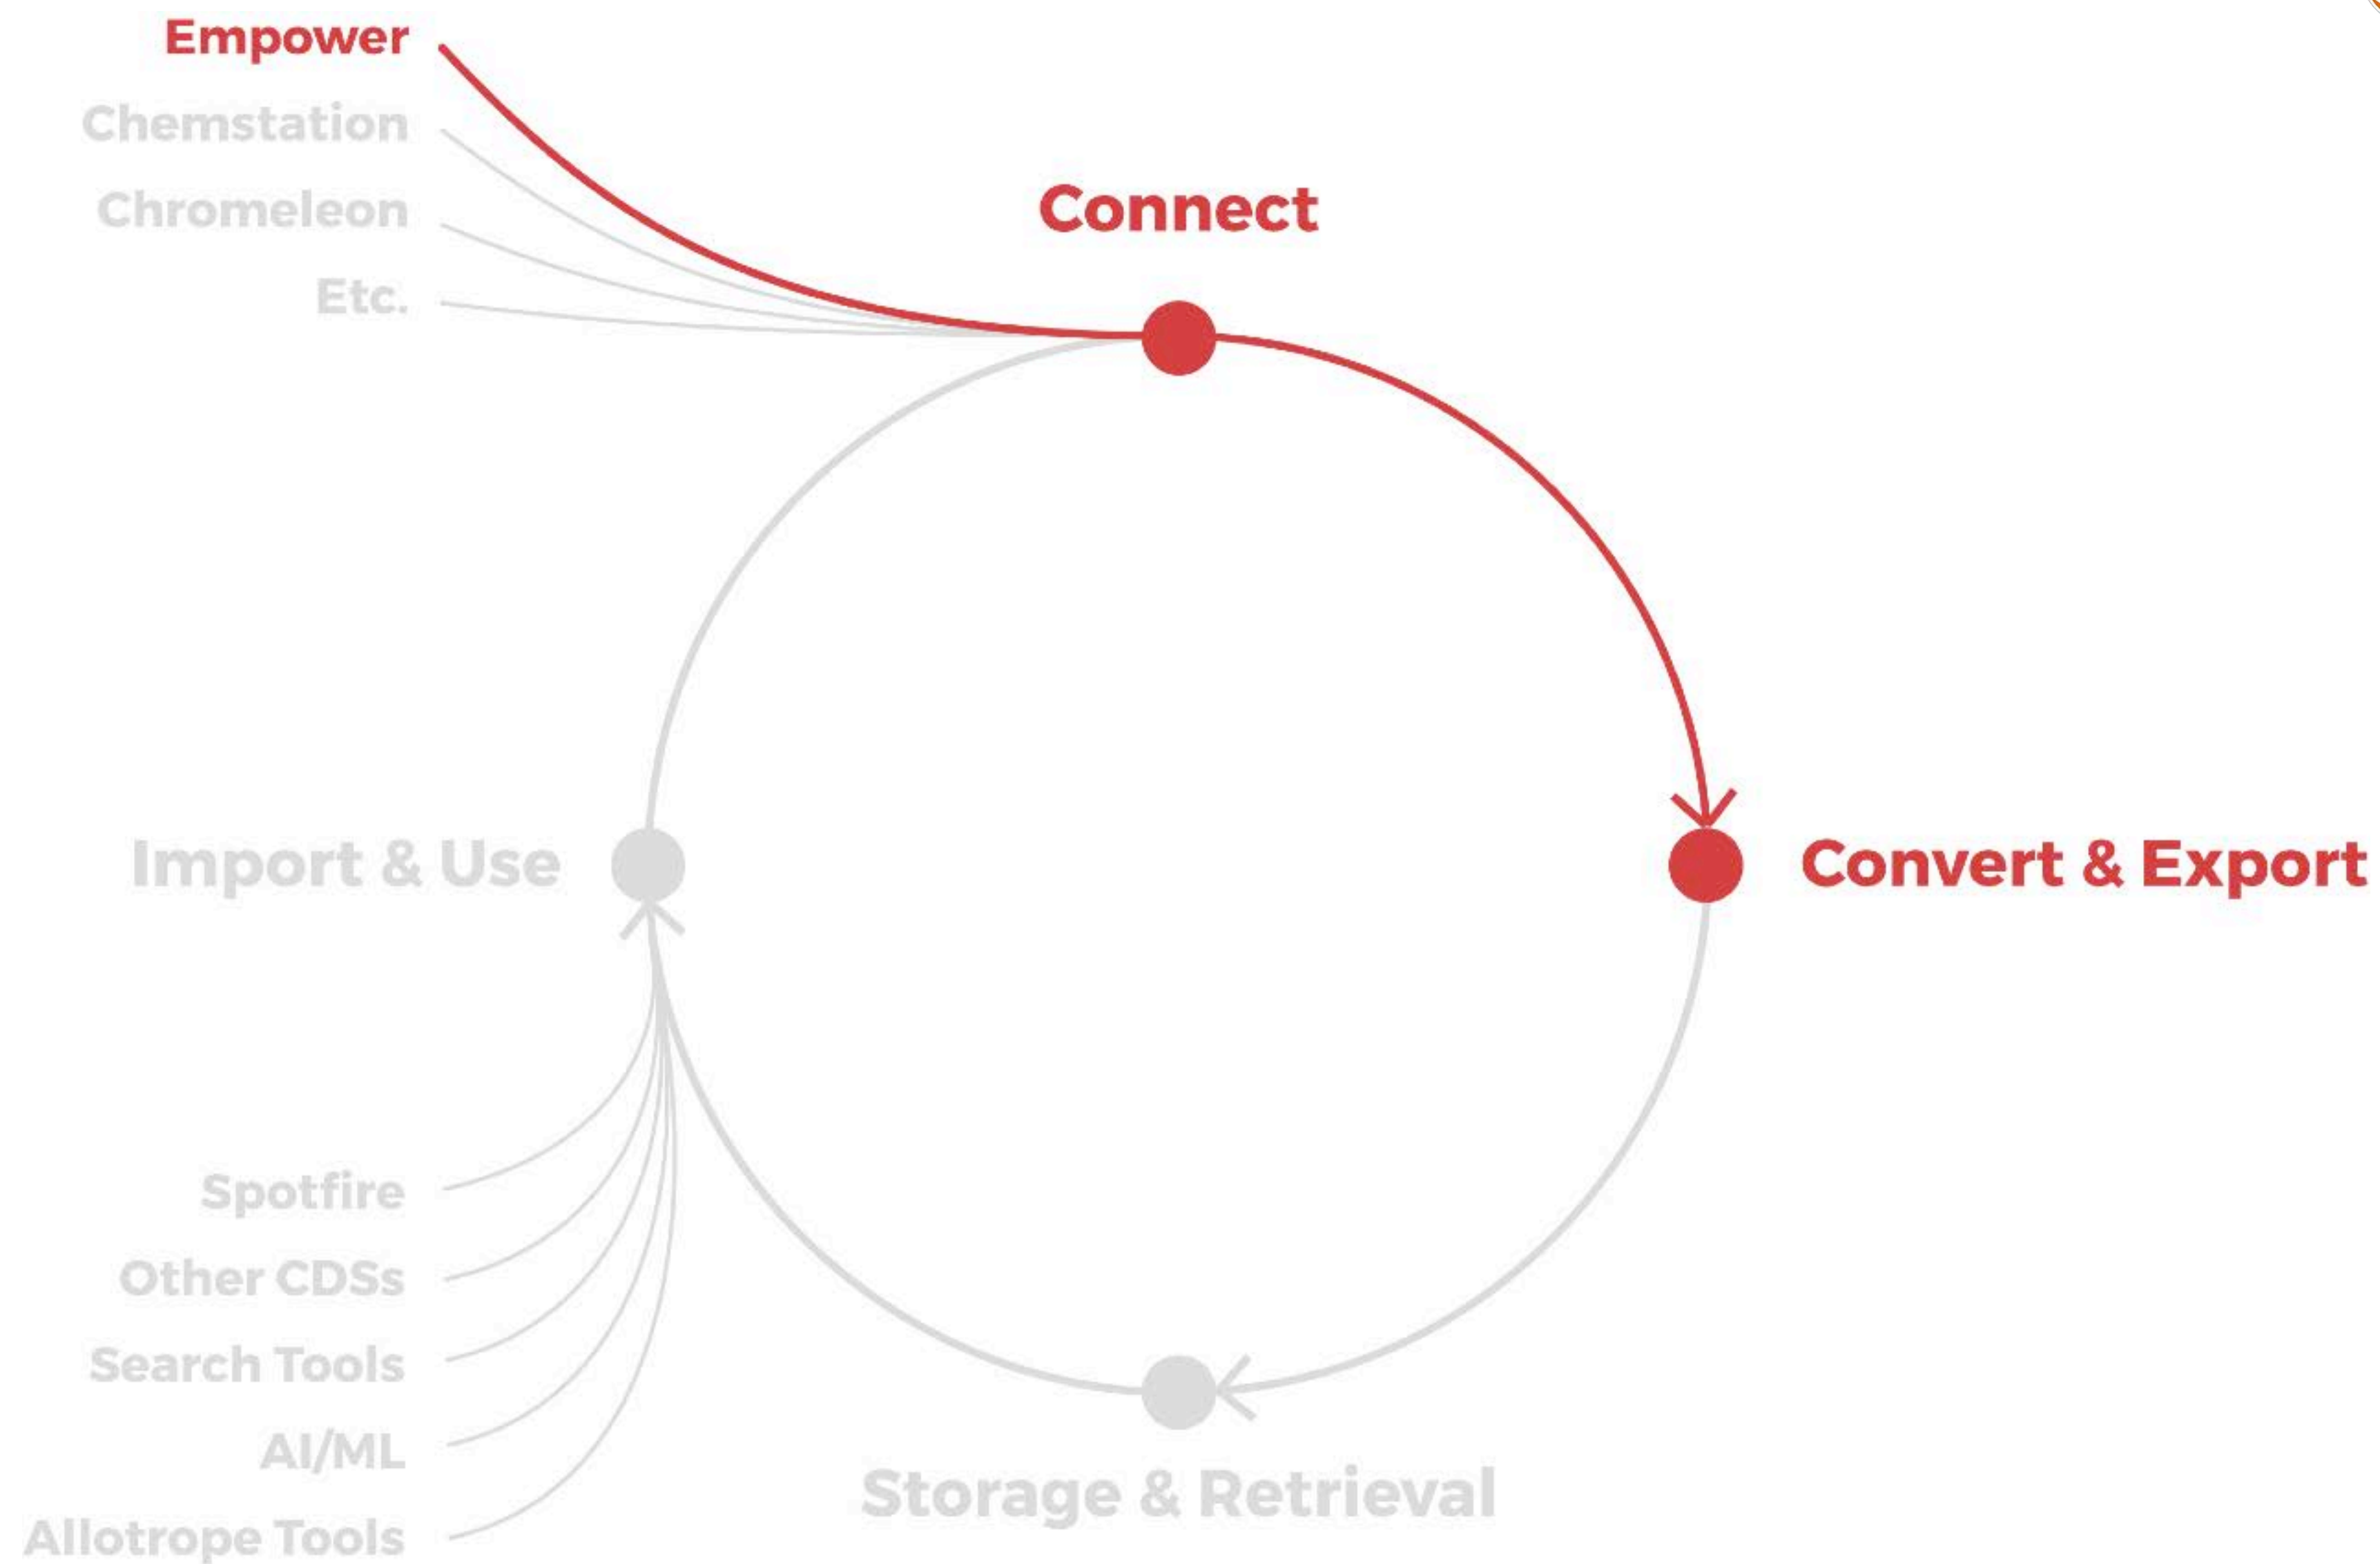 Empower
Chemstation
Chromeleon
Etc.
Connect
Import & Use
Convert & Export
Spotfire
Other CDSs
Search Tools
AI/ML
Allotrope Tools
Storage & Retrieval